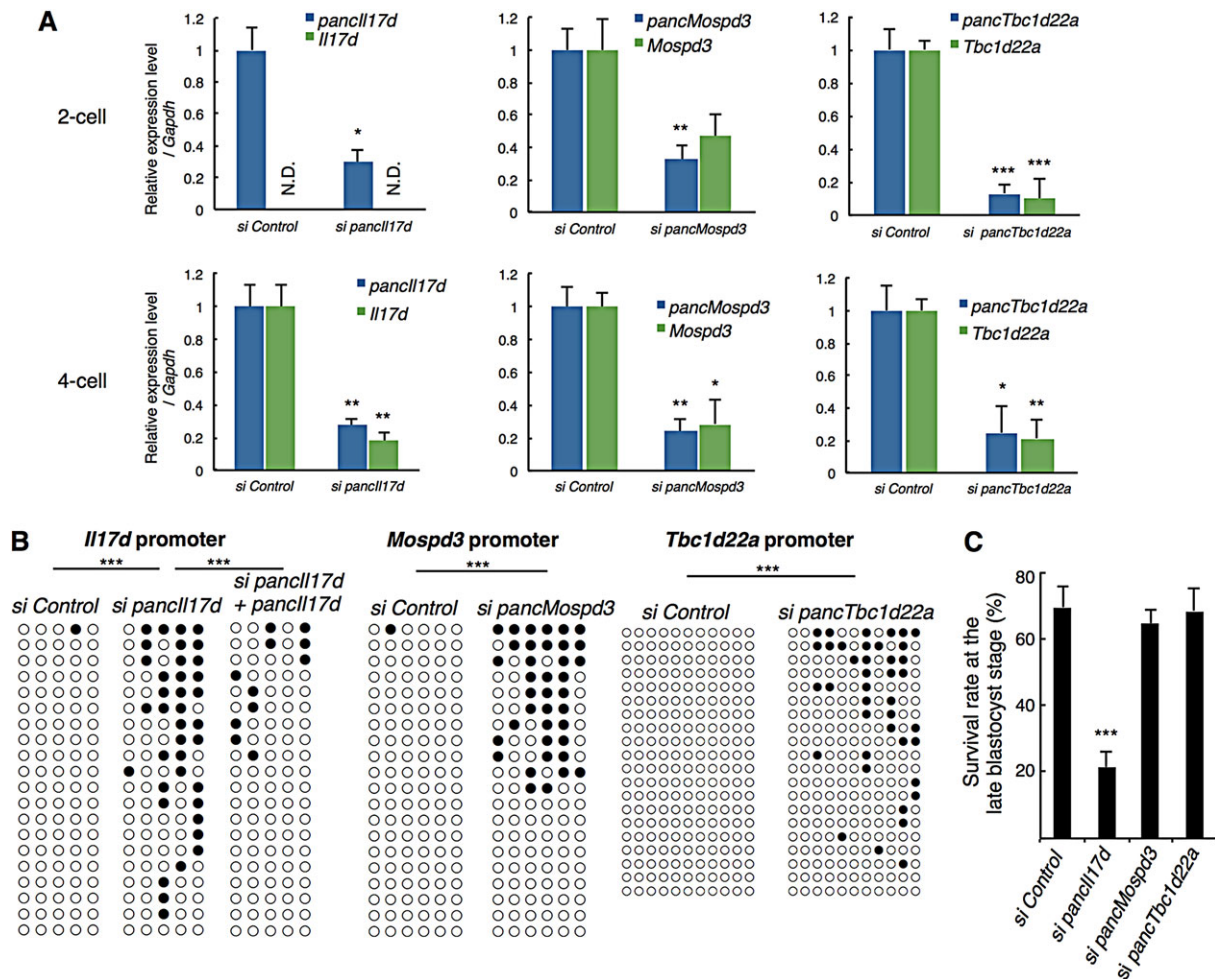 A
2-cell
Relative expression level
/ Gapdh
1.2
1
0.8
0.6
0.4
0.2
0
pancIl17d
Il17d
N.D.
*
N.D.
si Control
si pancIl17d
1.2
1
0.8
0.6
0.4
0.2
0
pancMospd3
Mospd3
**
si Control
si pancMospd3
1.2
1
0.8
0.6
0.4
0.2
0
pancTbc1d22a
Tbc1d22a
***
***
si Control
si pancTbc1d22a
4-cell
Relative expression level
/ Gapdh
1.2
1
0.8
0.6
0.4
0.2
0
pancIl17d
Il17d
**
**
si Control
si pancIl17d
1.2
1
0.8
0.6
0.4
0.2
0
pancMospd3
Mospd3
**
*
si Control
si pancMospd3
1.2
1
0.8
0.6
0.4
0.2
0
pancTbc1d22a
Tbc1d22a
*
**
si Control
si pancTbc1d22a
B
Il17d promoter
***
***
si Control
si pancIl17d
si pancIl17d
+ pancIl17d
Mospd3 promoter
***
si Control
si pancMospd3
Tbc1d22a promoter
***
si Control
si pancTbc1d22a
C
Survival rate at the
late blastocyst stage (%)
80
60
40
20
***
si Control
si pancIl17d
si pancMospd3
si pancTbc1d22a